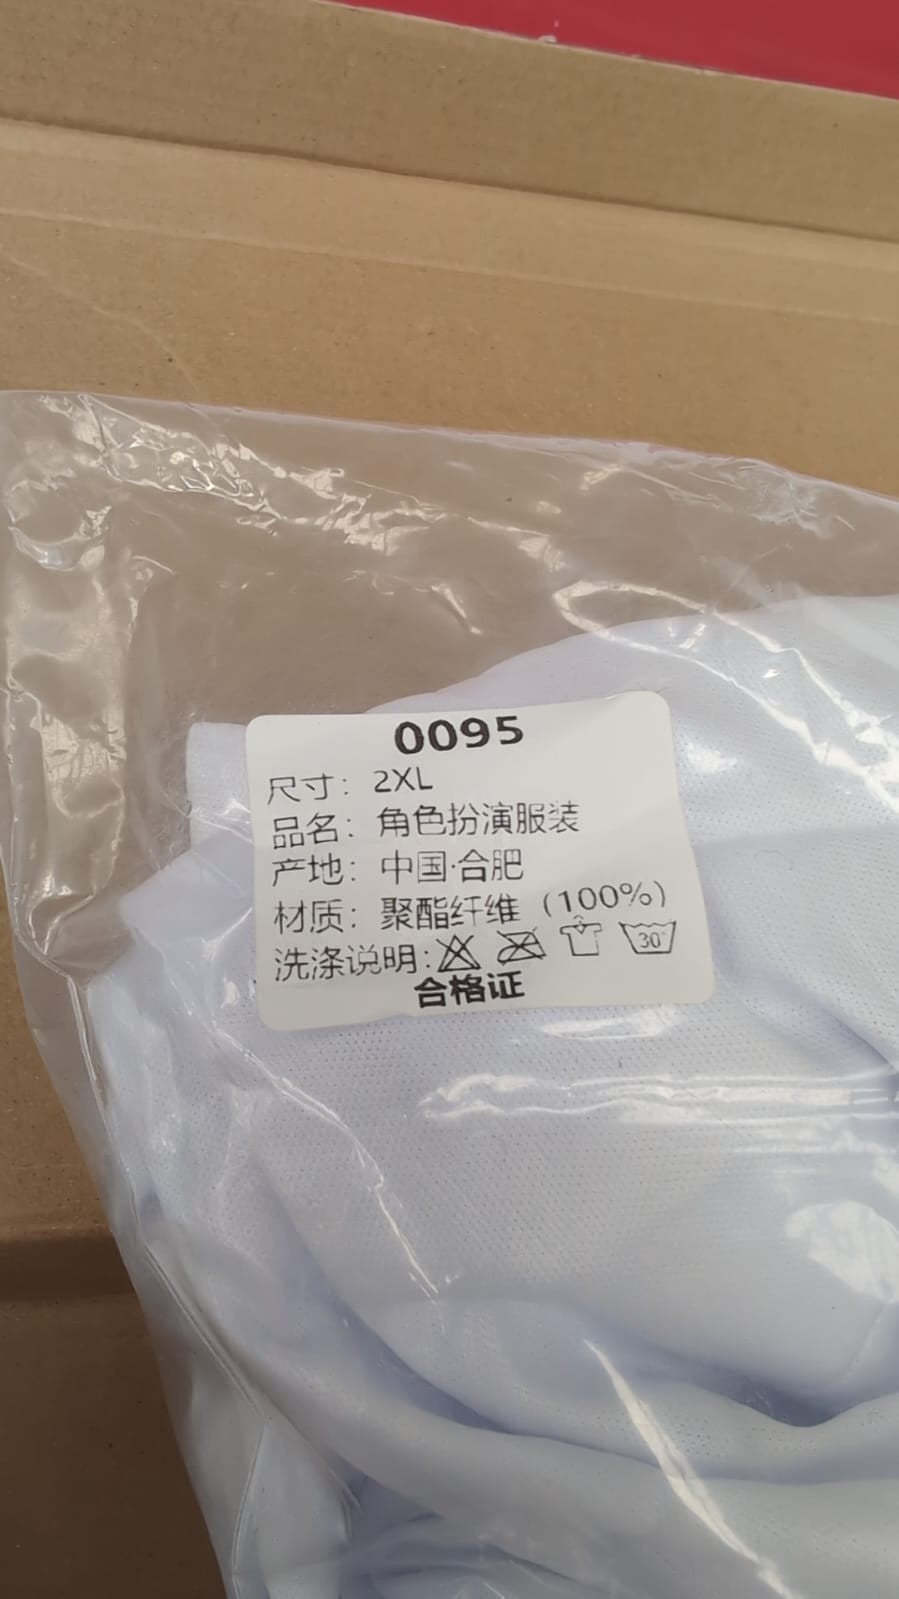 0095
尺寸：2XL
品名：角色扮演服装
产地：中国·合肥
材质：聚酯纤维（100%）
洗涤说明：30°
合格证